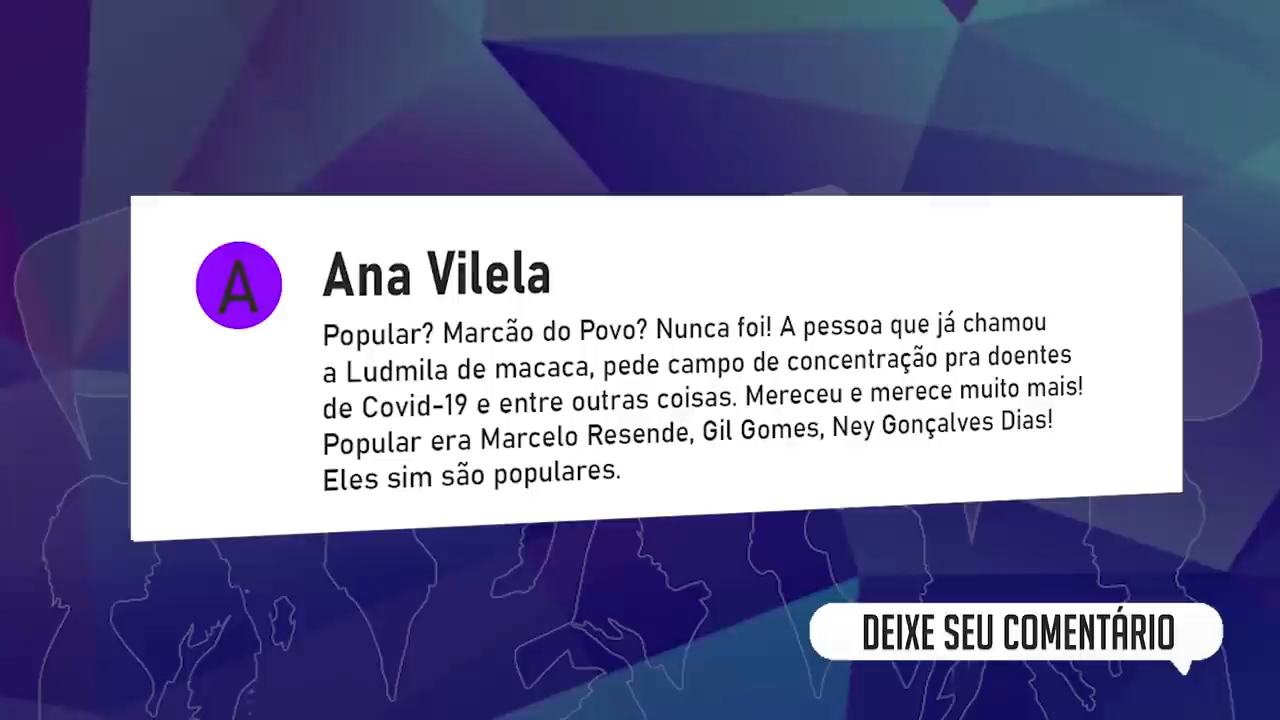 A
Ana Vilela
Popular? Marcão do Povo? Nunca foi! A pessoa que já chamou
a Ludmila de macaca, pede campo de concentração pra doentes
de Covid-19 e entre outras coisas. Mereceu e merece muito mais!
Popular era Marcelo Resende, Gil Gomes, Ney Gonçalves Dias!
Eles sim são populares.
DEIXE SEU COMENTÁRIO